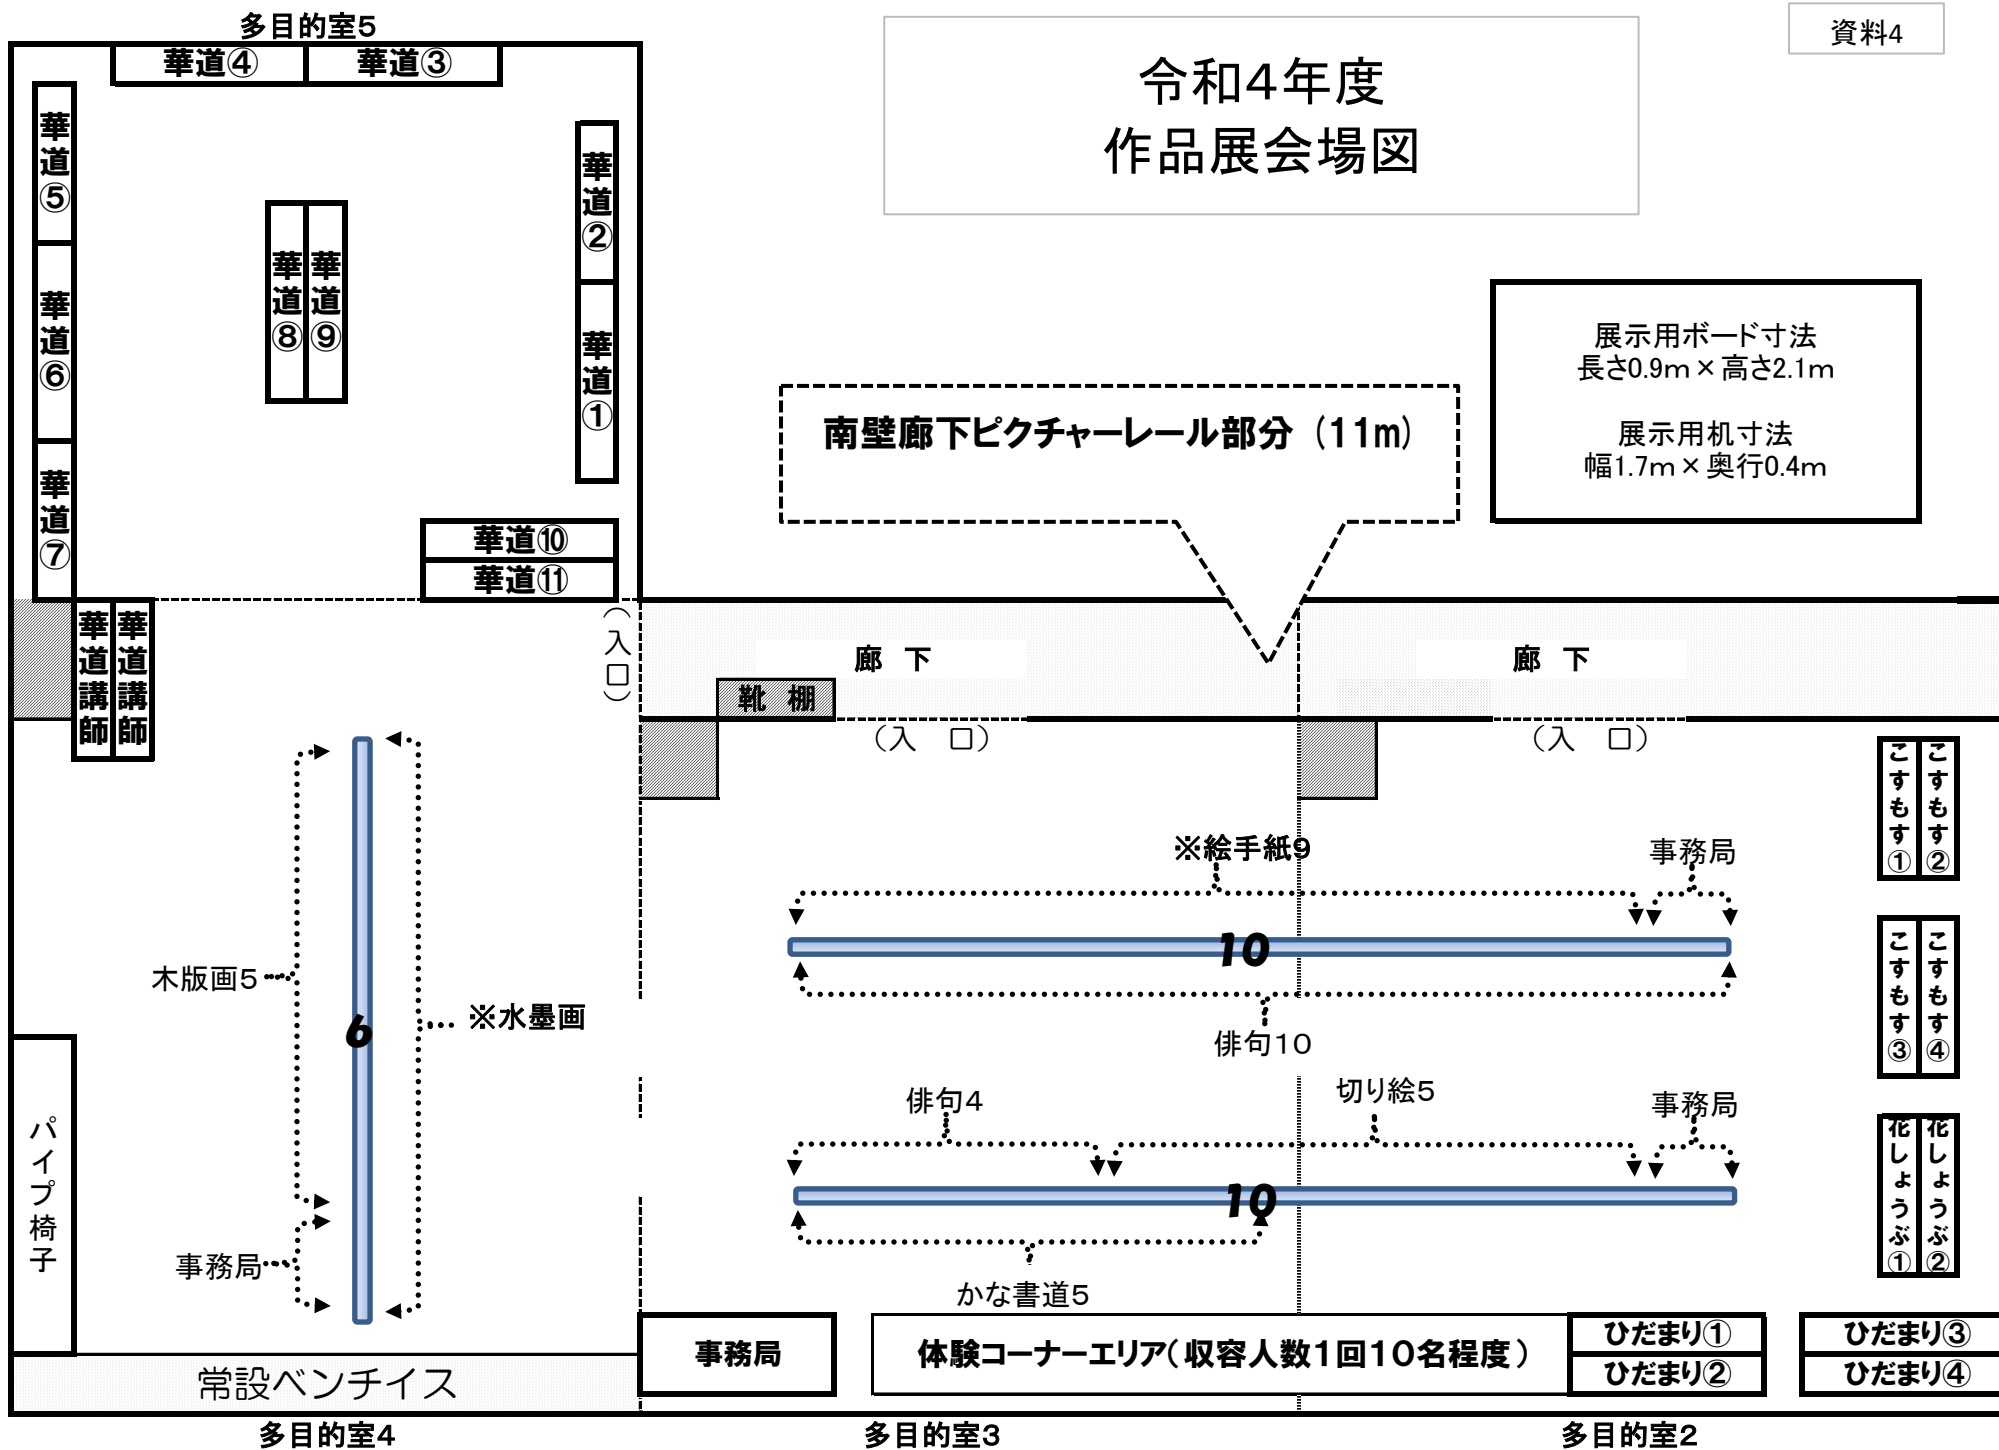 多目的室5
資料4
令和4年度
作品展会場図
華道④
華道③
華道⑤
華道⑥
華道⑦
華道⑧
華道⑨
華道②
華道①
華道⑩
華道⑪
展示用ボード寸法
長さ0.9m×高さ2.1m
展示用机寸法
幅1.7m×奥行0.4m
南壁廊下ピクチャーレール部分（11m）
華道講師
華道講師
（入口）
廊 下
廊 下
靴 棚
（入 口）
（入 口）
こすもす①
こすもす②
こすもす③
こすもす④
花しょうぶ①
花しょうぶ②
※絵手紙9
事務局
10
俳句10
木版画5
6
※水墨画
事務局
俳句4
切り絵5
事務局
10
かな書道5
パイプ椅子
事務局
体験コーナーエリア（収容人数1回10名程度）
ひだまり①
ひだまり②
ひだまり③
ひだまり④
常設ベンチイス
多目的室4
多目的室3
多目的室2